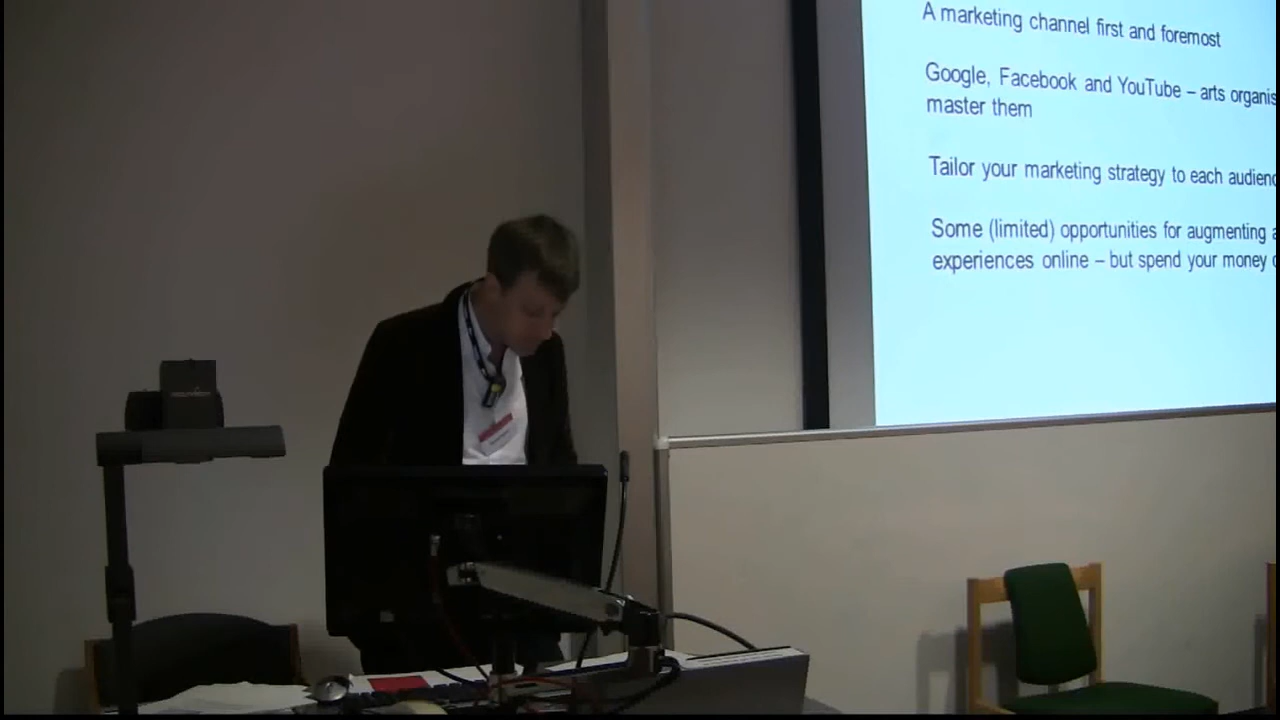 A marketing channel first and foremost
Google, Facebook and YouTube – arts organis
master them
Tailor your marketing strategy to each audienc
Some (limited) opportunities for augmenting a
experiences online – but spend your money